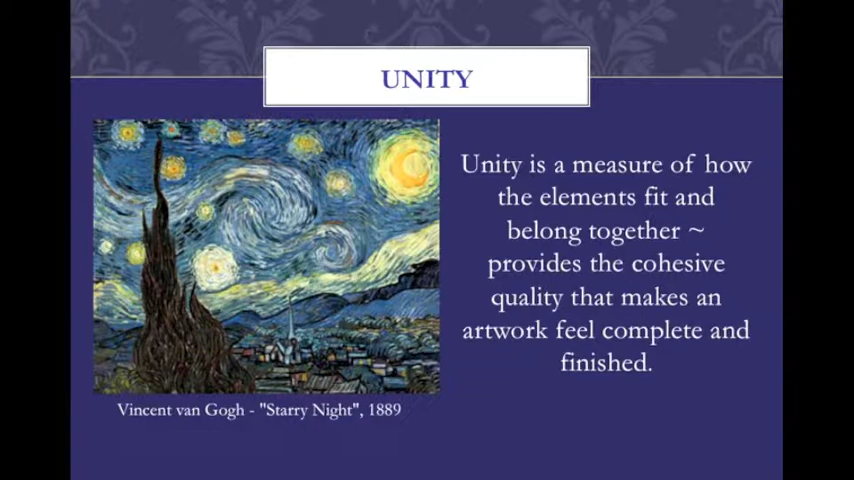 UNITY
Unity is a measure of how
the elements fit and
belong together ~
provides the cohesive
quality that makes an
artwork feel complete and
finished.
Vincent van Gogh - "Starry Night", 1889